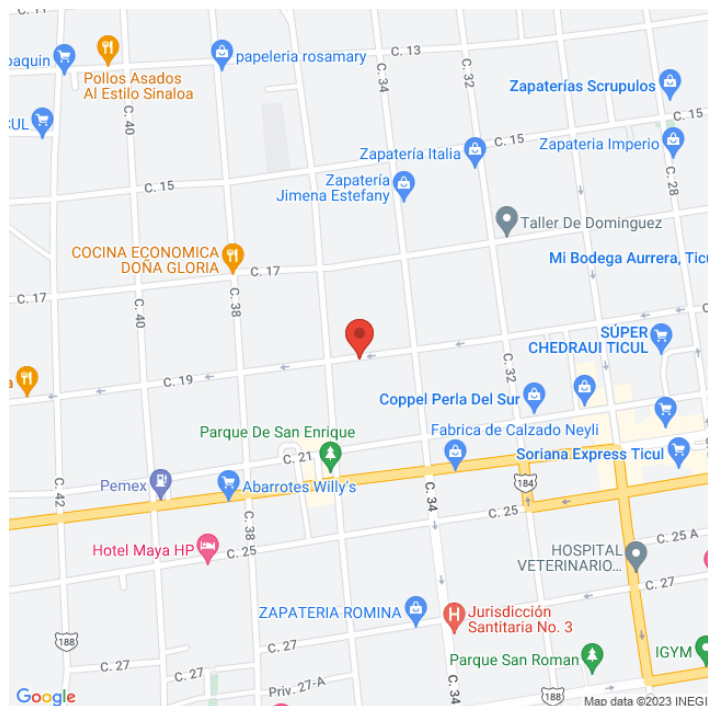 C. 13
oaquin
Pollos Asados
Al Estilo Sinaloa
papeleria rosamary
C. 34
C. 32
Zapaterías Scrupulos
C. 40
CUL
C. 15
Zapatería Italia
Zapateria Imperio
C. 15
Zapatería
Jimena Estefany
C. 28
Taller De Dominguez
COCINA ECONOMICA
DOÑA GLORIA
C. 17
Mi Bodega Aurrera, Ticu
C. 17
C. 40
C. 38
SÚPER
CHEDRAUI TICUL
C. 19
a
C. 32
Coppel Perla Del Sur
Parque De San Enrique
Fabrica de Calzado Neyli
C. 21
Soriana Express Ticul
Pemex
Abarrotes Willy's
184
C. 42
C. 38
C. 34
C. 25
Hotel Maya HP
C. 25
C. 25 A
HOSPITAL
VETERINARIO...
C. 27
ZAPATERIA ROMINA
Jurisdicción
Santitaria No. 3
188
C. 27
Parque San Roman
IGYM
C. 27
Priv. 27-A
C. 34
188
Google
Map data ©2023 INEGI